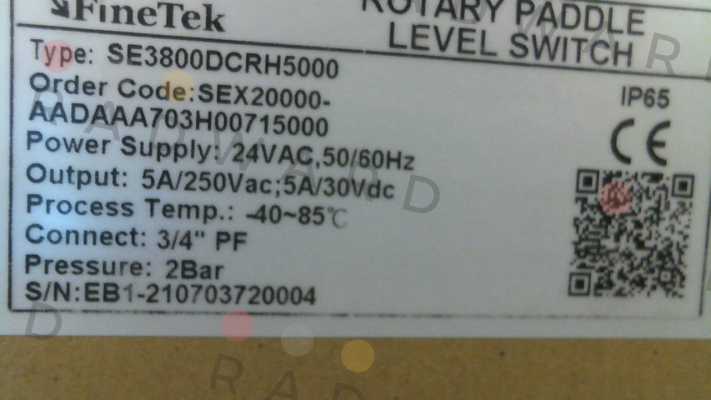 FineTek
ROTARY PADDLE
LEVEL SWITCH
Type: SE3800DCRH5000
Order Code:SEX20000-
AADAAA703H00715000
Power Supply: 24VAC,50/60Hz
Output: 5A/250Vac;5A/30Vdc
Process Temp.: -40~85℃
Connect: 3/4" PF
Pressure: 2Bar
S/N:EB1-210703720004
IP65
CE
RADWARD